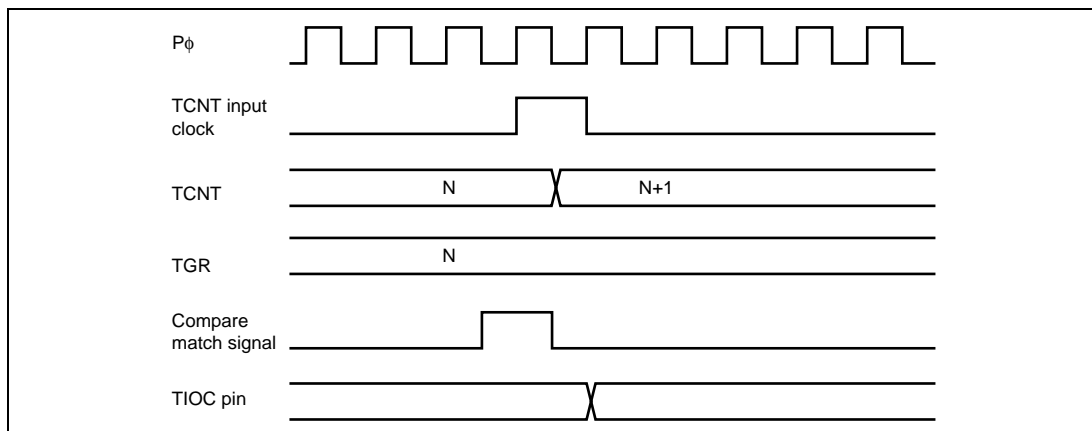 Pϕ
TCNT input
clock
TCNT
N
N+1
TGR
N
Compare
match signal
TIOC pin